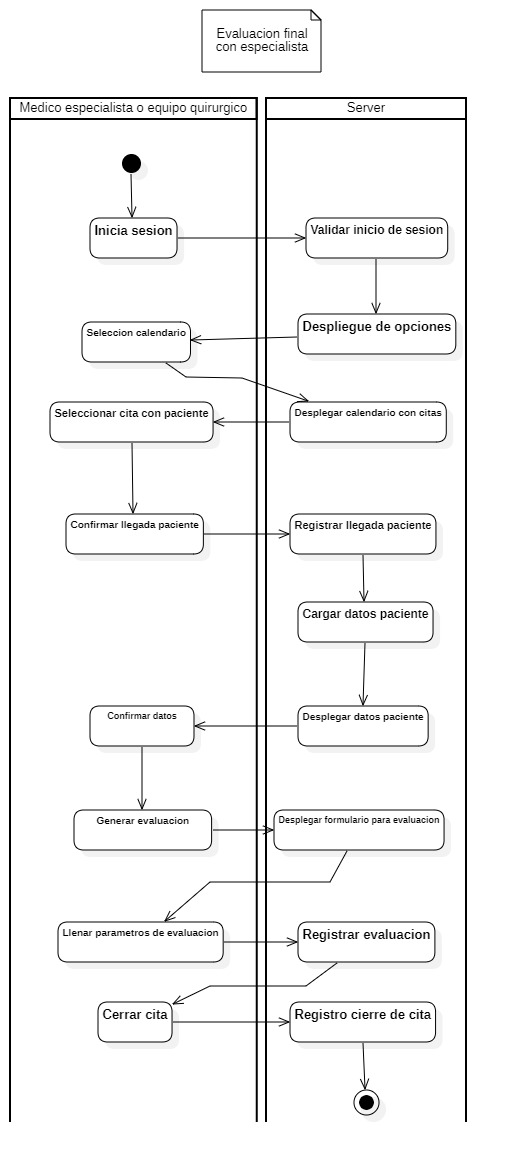 Evaluacion final
con especialista
Medico especialista o equipo quirurgico
Server
Inicia sesion
Validar inicio de sesion
Despliegue de opciones
Seleccion calendario
Desplegar calendario con citas
Seleccionar cita con paciente
Confirmar llegada paciente
Registrar llegada paciente
Cargar datos paciente
Desplegar datos paciente
Confirmar datos
Generar evaluacion
Desplegar formulario para evaluacion
Llenar parametros de evaluacion
Registrar evaluacion
Cerrar cita
Registro cierre de cita